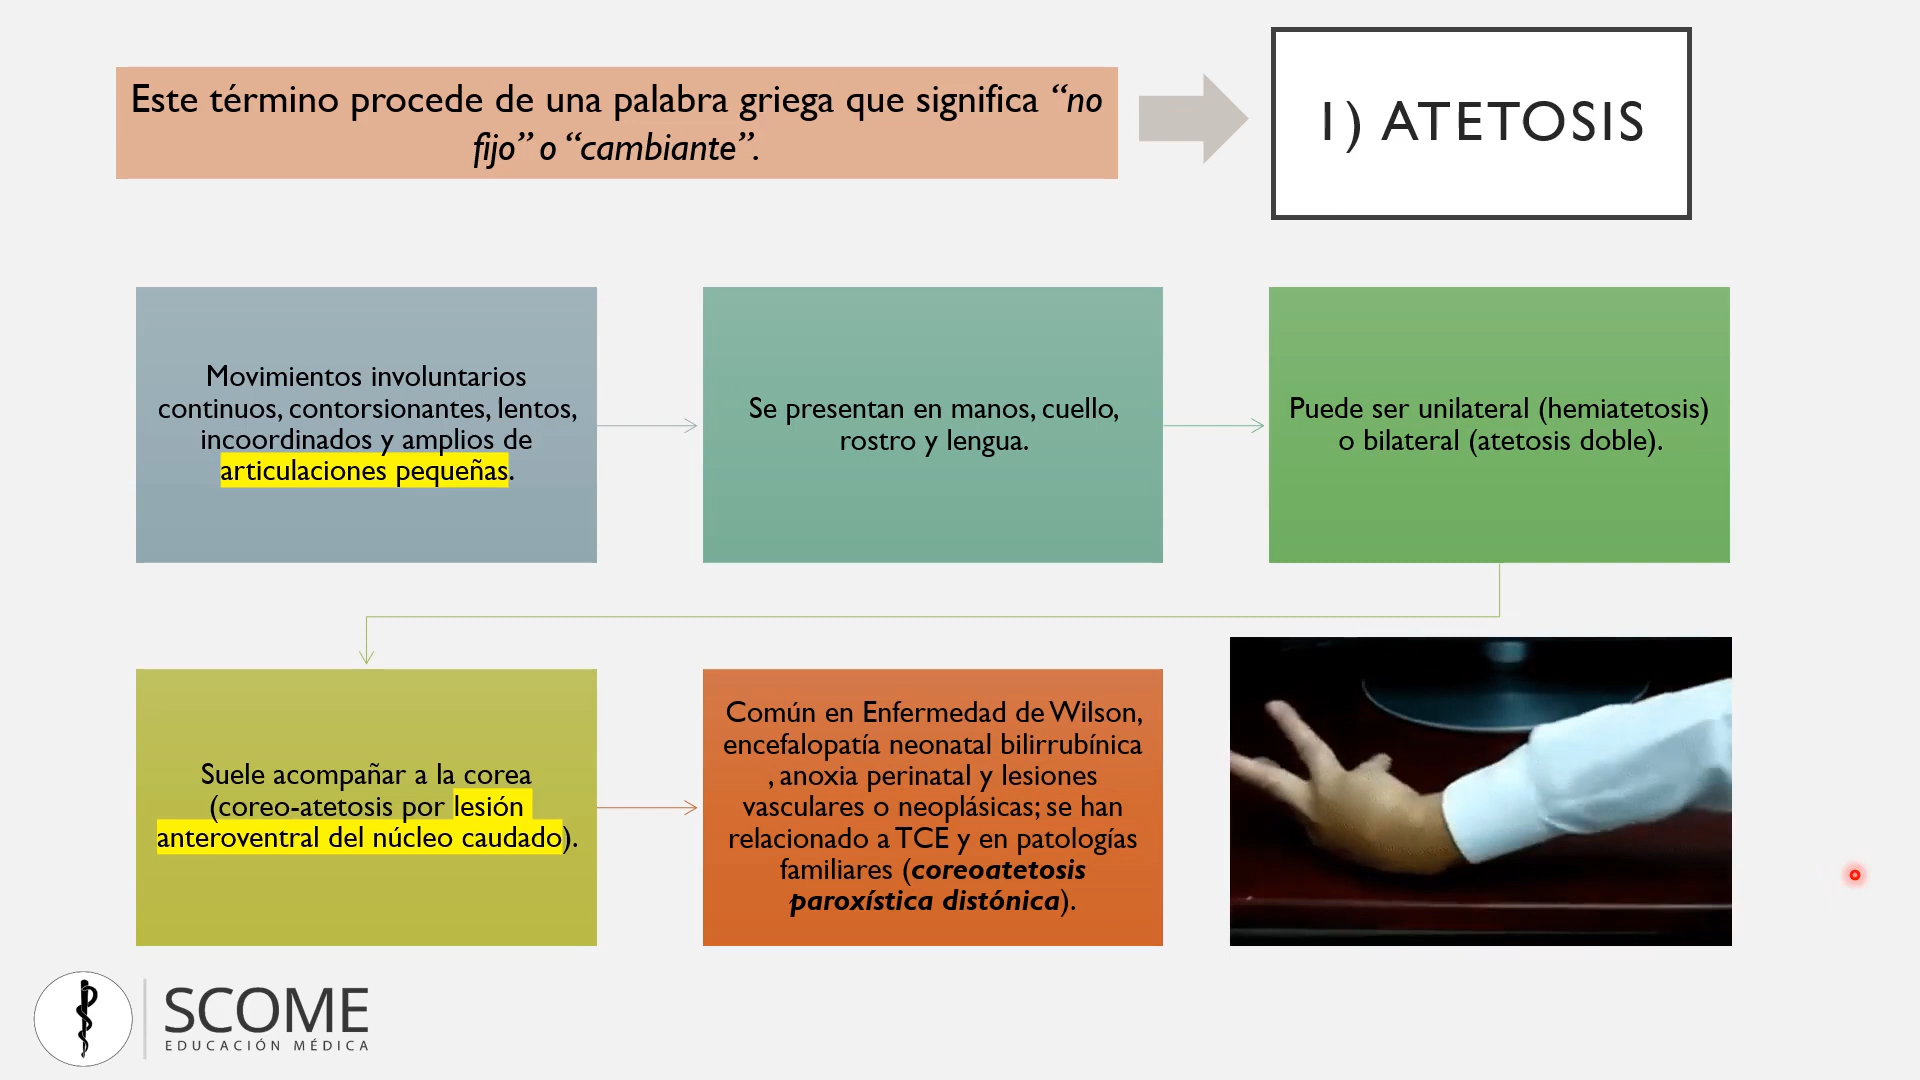 Este término procede de una palabra griega que significa “no
fijo” o “cambiante”.
1) ATETOSIS
Movimientos involuntarios
continuos, contorsionantes, lentos,
incoordinados y amplios de
articulaciones pequeñas.
Se presentan en manos, cuello,
rostro y lengua.
Puede ser unilateral (hemiatetosis)
o bilateral (atetosis doble).
Suele acompañar a la corea
(coreo-atetosis por lesión
anteroventral del núcleo caudado).
Común en Enfermedad de Wilson,
encefalopatía neonatal bilirrubínica
, anoxia perinatal y lesiones
vasculares o neoplásicas; se han
relacionado a TCE y en patologías
familiares (coreoatetosis
paroxística distónica).
SCOME
EDUCACIÓN MÉDICA